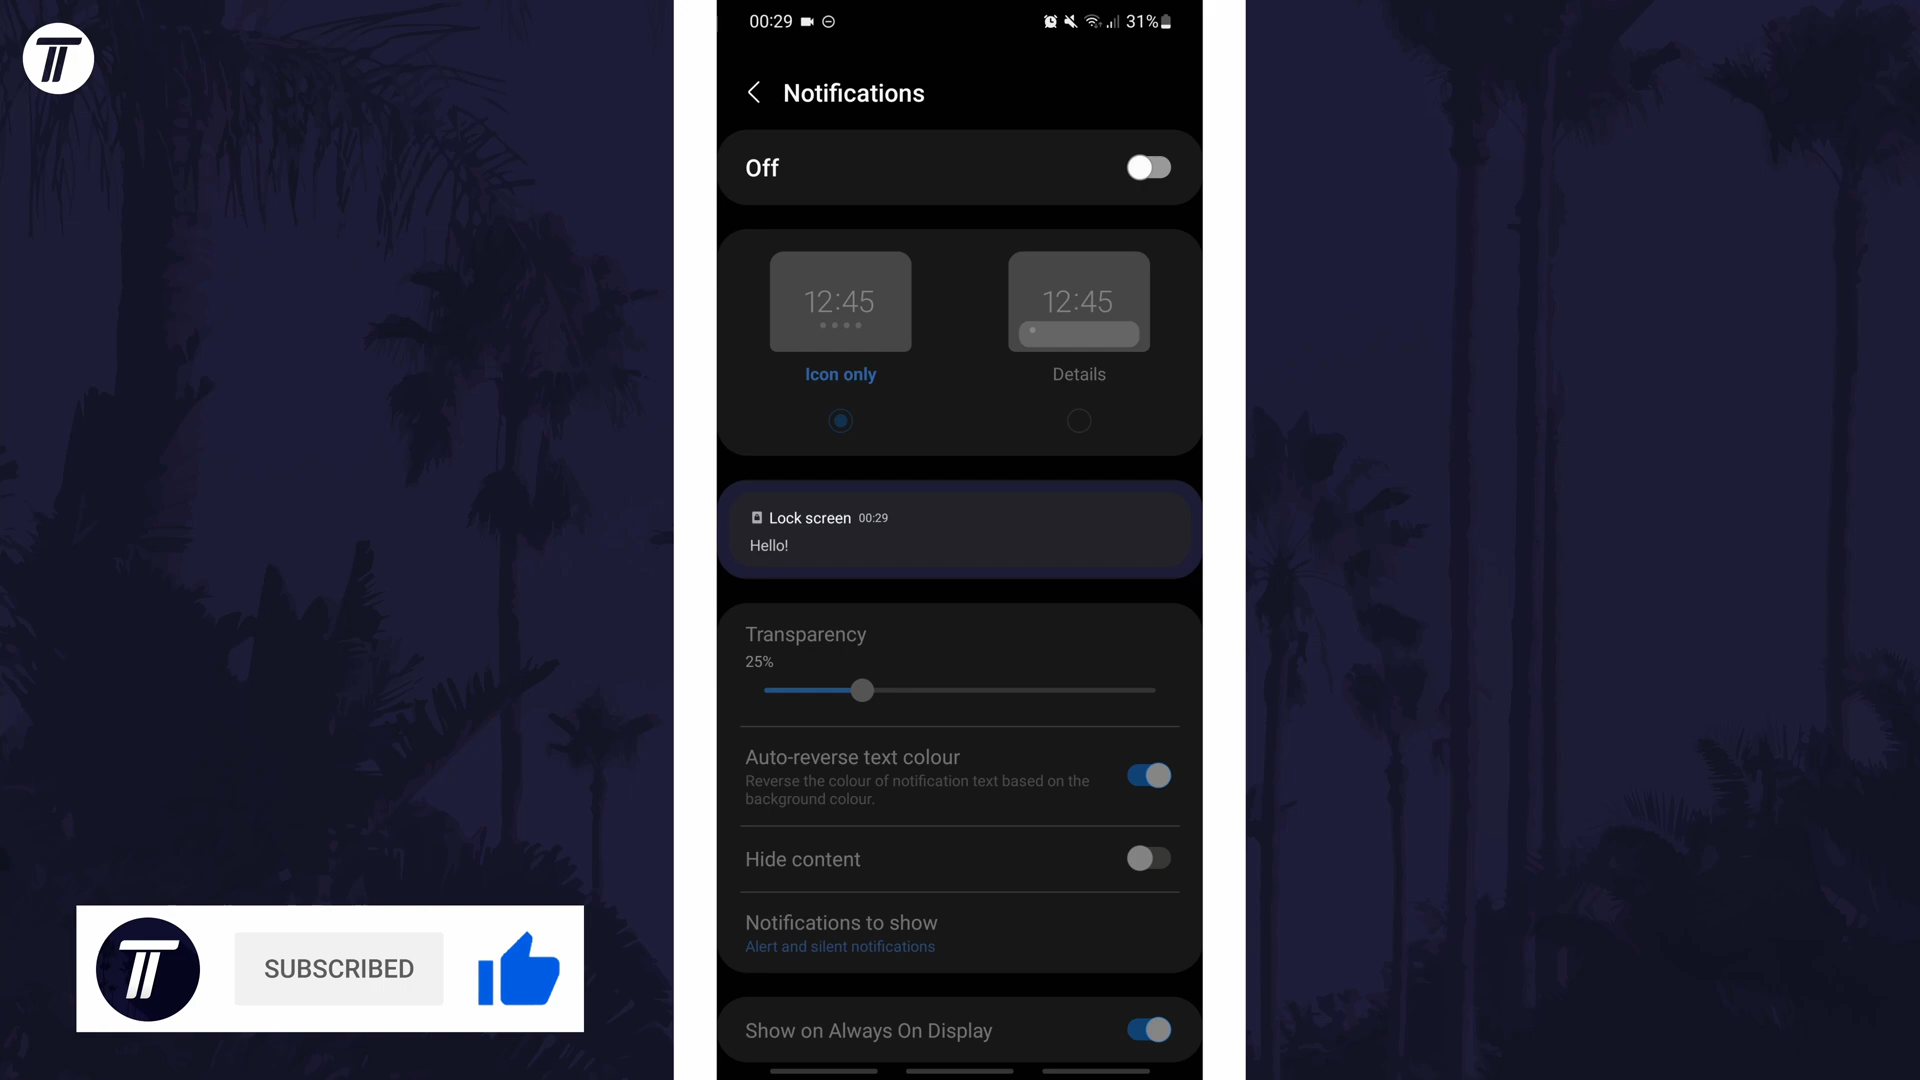 00:29
31%
Notifications
Off
12:45
12:45
Icon only
Details
Lock screen 00:29
Hello!
Transparency
25%
Auto-reverse text colour
Reverse the colour of notification text based on the
background colour.
Hide content
Notifications to show
Alert and silent notifications
Show on Always On Display
SUBSCRIBED